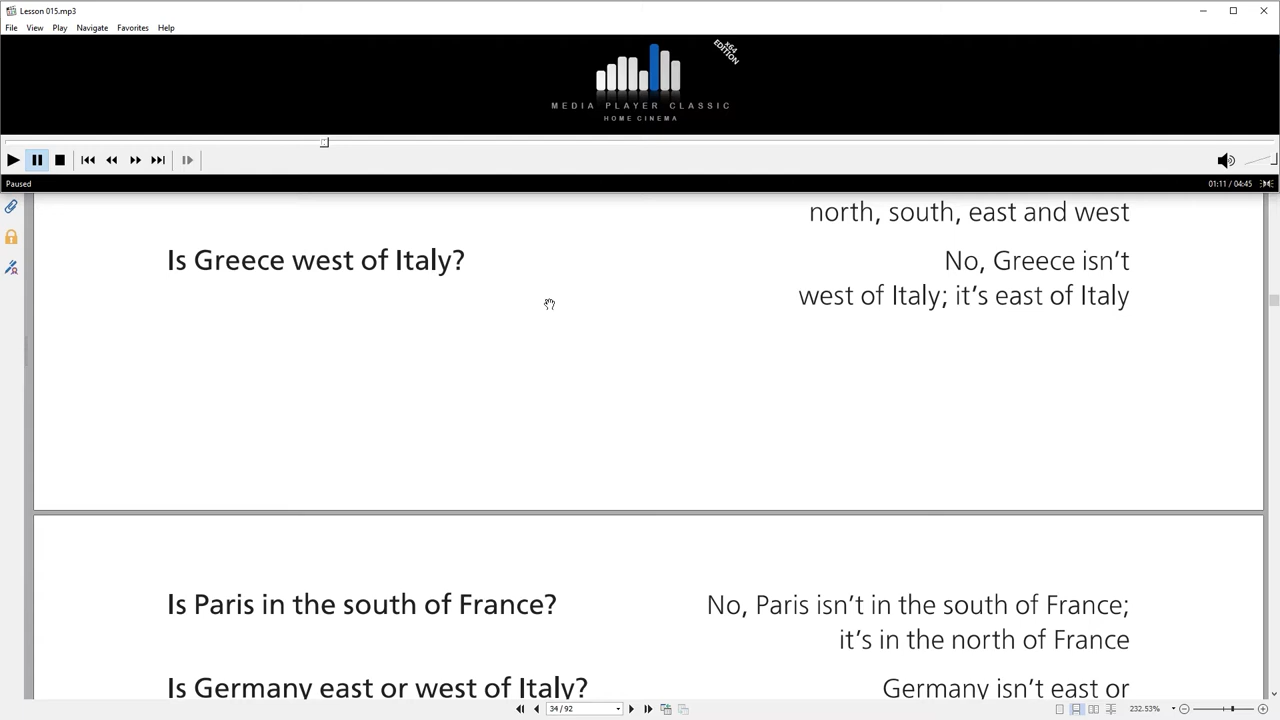 Lesson 015.mp3
File View Play Navigate Favorites Help
x64 EDITION
MEDIA PLAYER CLASSIC
HOME CINEMA
Paused
01:11 / 04:45
north, south, east and west
Is Greece west of Italy?
No, Greece isn't
west of Italy; it's east of Italy
Is Paris in the south of France?
No, Paris isn't in the south of France;
it's in the north of France
Is Germany east or west of Italy?
Germany isn't east or
34 / 92
232.53%